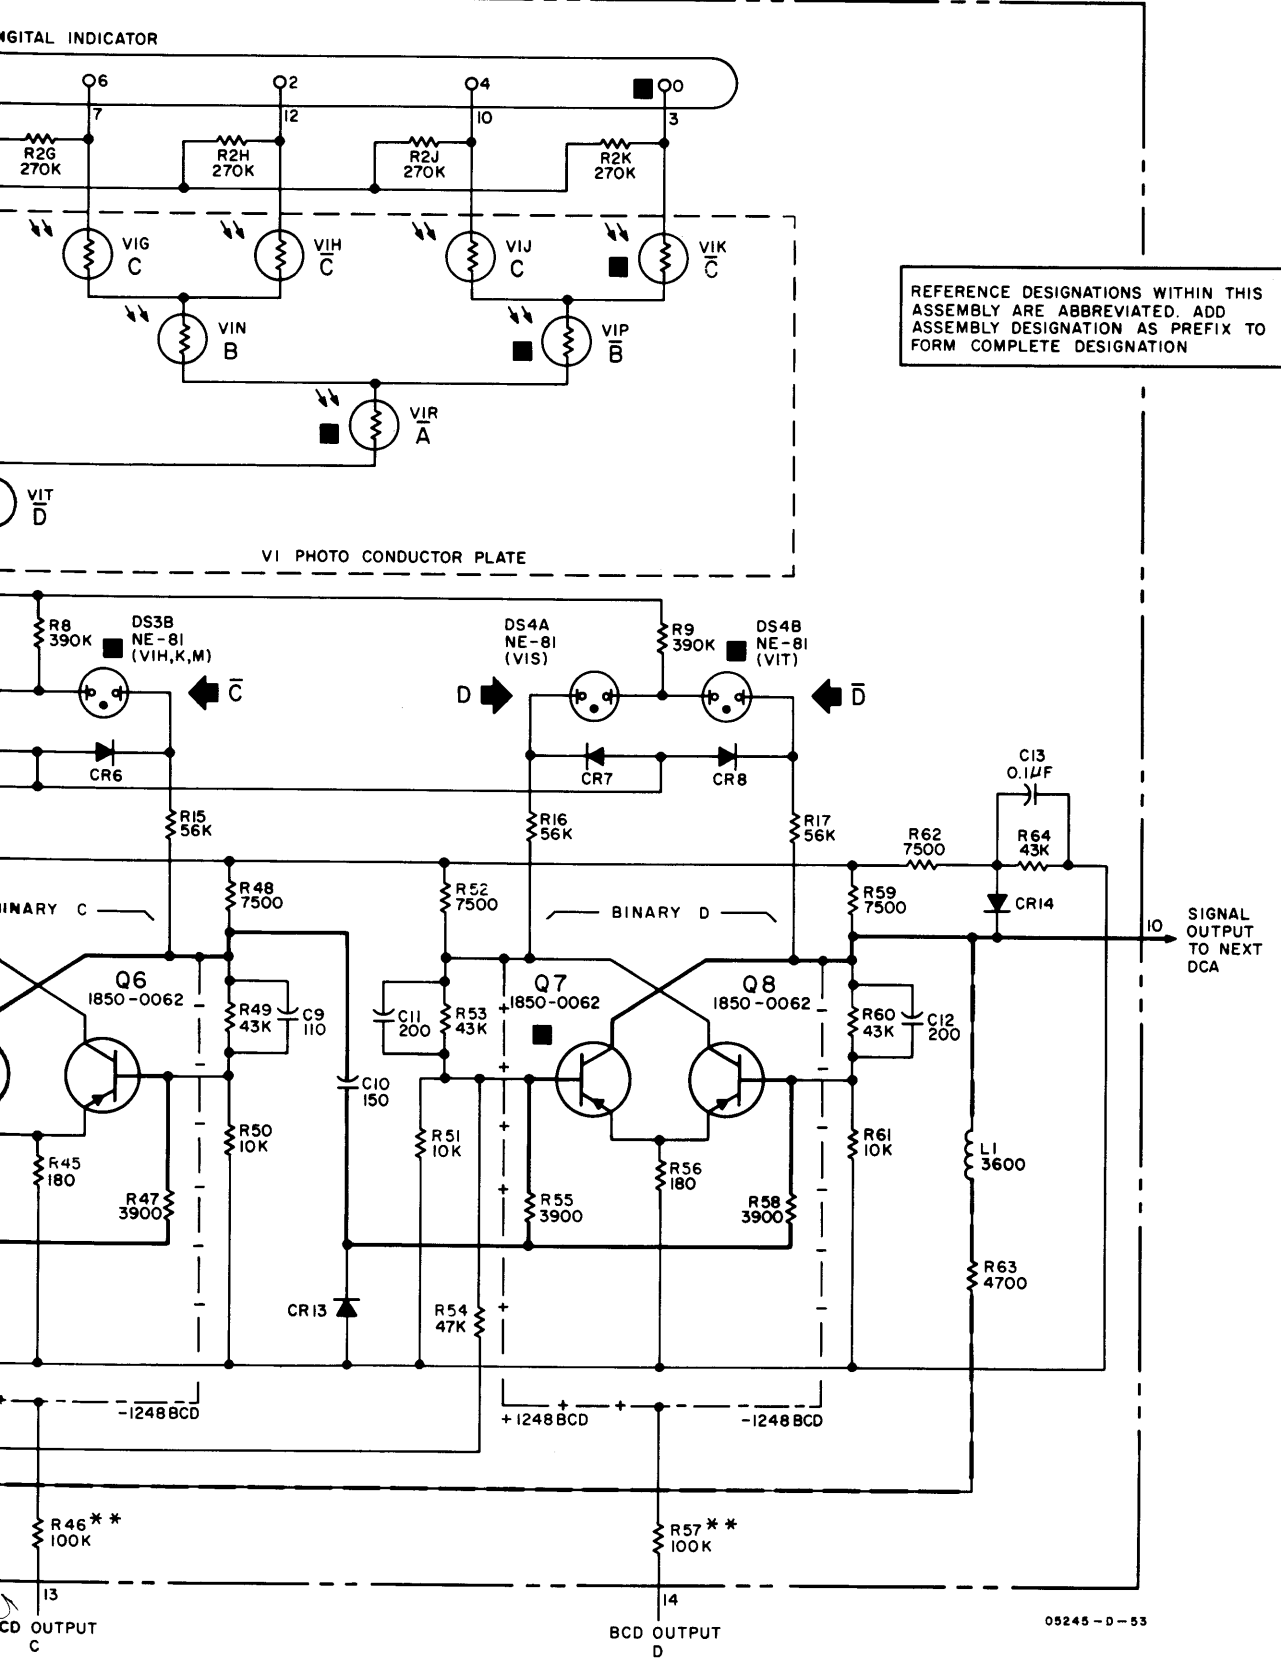 DIGITAL INDICATOR
6
2
4
0
7
12
10
3
R2G
270K
R2H
270K
R2J
270K
R2K
270K
V1G
C
V1H
C̅
V1J
C
V1K
C̅
REFERENCE DESIGNATIONS WITHIN THIS
ASSEMBLY ARE ABBREVIATED. ADD
ASSEMBLY DESIGNATION AS PREFIX TO
FORM COMPLETE DESIGNATION
V1N
B
V1P
B̅
V1R
A̅
V1T
D̅
V1 PHOTO CONDUCTOR PLATE
R8
390K
DS3B
NE-81
(V1H,K,M)
C̅
DS4A
NE-81
(V1S)
D
R9
390K
DS4B
NE-81
(V1T)
D̅
CR6
CR7
CR8
C13
0.1µF
R15
56K
R16
56K
R17
56K
R62
7500
R64
43K
BINARY C
R48
7500
R52
7500
BINARY D
R59
7500
CR14
10
SIGNAL
OUTPUT
TO NEXT
DCA
Q6
1850-0062
Q7
1850-0062
Q8
1850-0062
R49
43K
C9
110
C11
200
R53
43K
R60
43K
C12
200
C10
150
R50
10K
R51
10K
R61
10K
L1
3600
R45
180
R56
180
R47
3900
R55
3900
R58
3900
R63
4700
CR13
R54
47K
-1248BCD
+1248BCD
-1248BCD
R46**
100K
R57**
100K
13
14
CD OUTPUT
C
BCD OUTPUT
D
05245-D-53